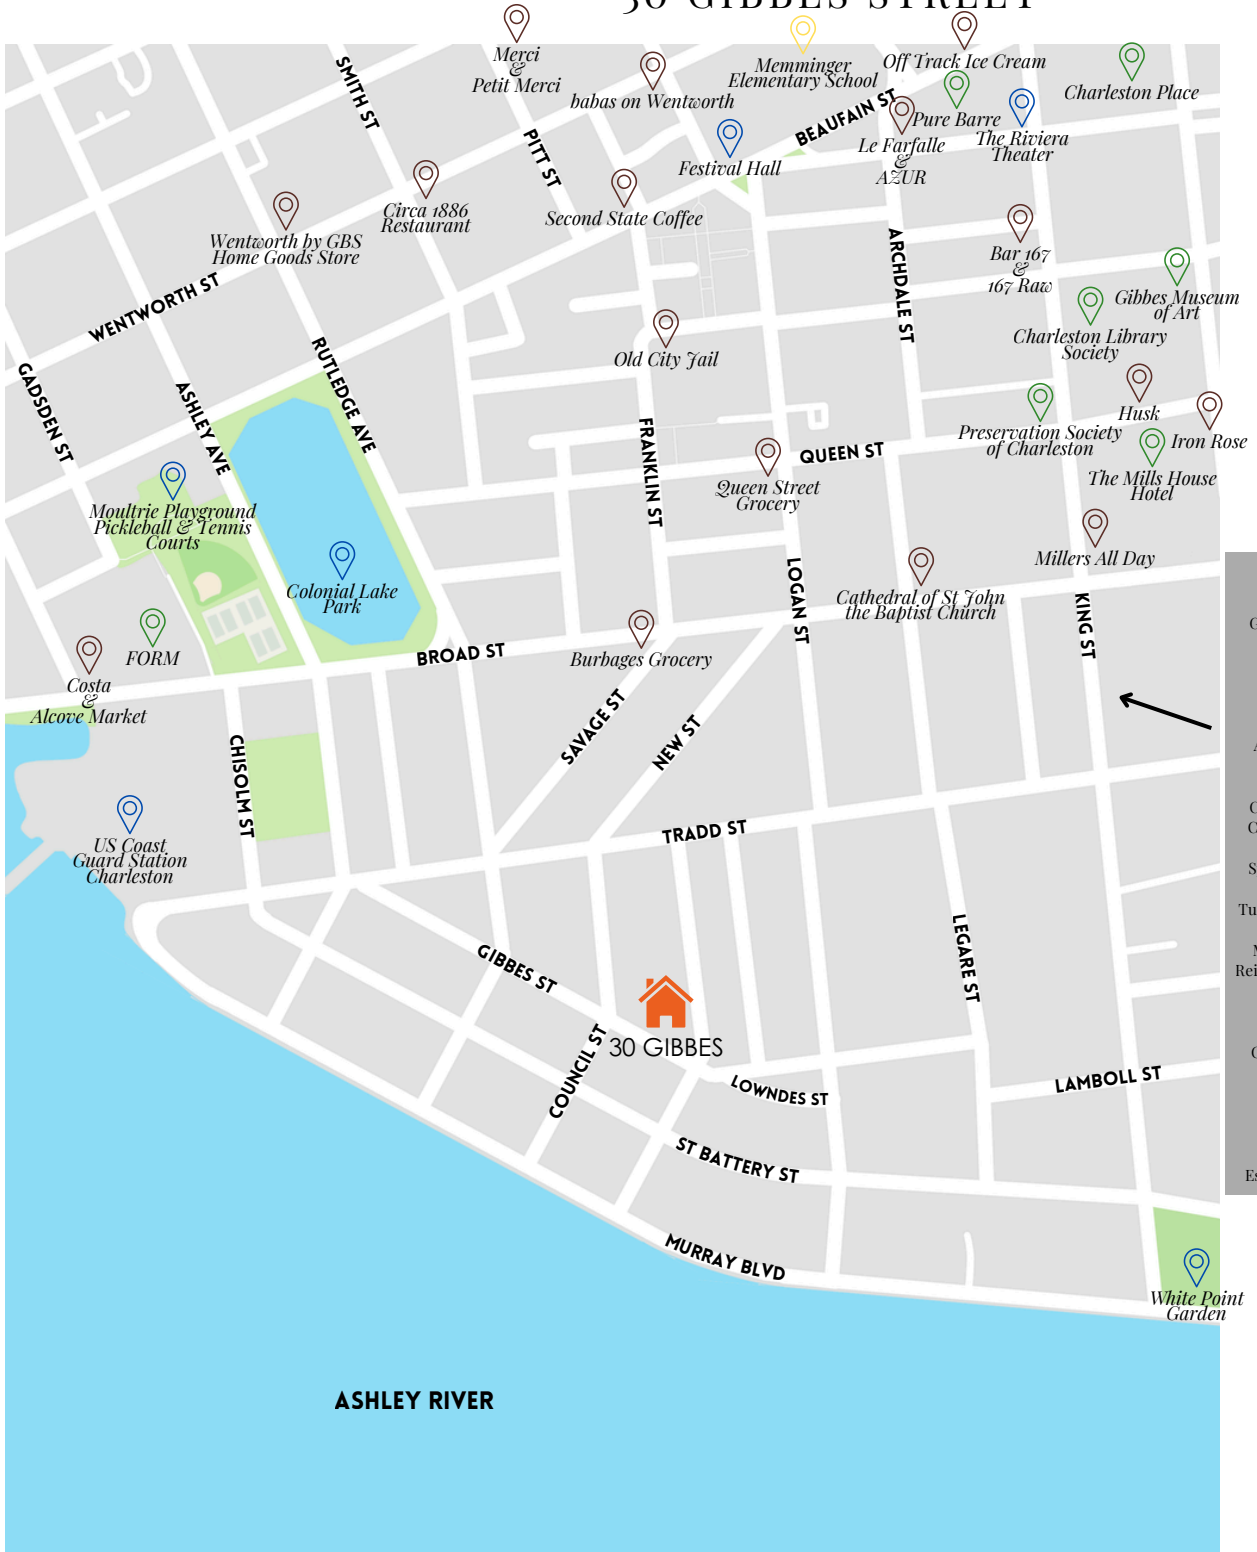 30 GIBBES STREET
Merci
&
Petit Merci
SMITH ST
babas on Wentworth
Memminger
Elementary School
Off Track Ice Cream
Charleston Place
BEAUFAIN ST
Pure Barre
The Riviera
Theater
Le Farfalle
&
AZUR
PITT ST
Festival Hall
Circa 1886
Restaurant
Second State Coffee
Wentworth by GBS
Home Goods Store
ARCHDALE ST
Bar 167
&
167 Raw
Gibbes Museum
of Art
WENTWORTH ST
Charleston Library
Society
Old City Jail
RUTLEDGE AVE
GADSDEN ST
ASHLEY AVE
Husk
Iron Rose
Preservation Society
of Charleston
FRANKLIN ST
QUEEN ST
The Mills House
Hotel
Queen Street
Grocery
Moultrie Playground
Pickleball & Tennis
Courts
Millers All Day
Colonial Lake
Park
LOGAN ST
Cathedral of St John
the Baptist Church
KING ST
FORM
BROAD ST
Burbages Grocery
Costa
&
Alcove Market
SAVAGE ST
NEW ST
CHISOLM ST
TRADD ST
US Coast
Guard Station
Charleston
GIBBES ST
LEGARE ST
30 GIBBES
COUNCIL ST
LOWNDES ST
LAMBOLL ST
ST BATTERY ST
MURRAY BLVD
White Point
Garden
ASHLEY RIVER